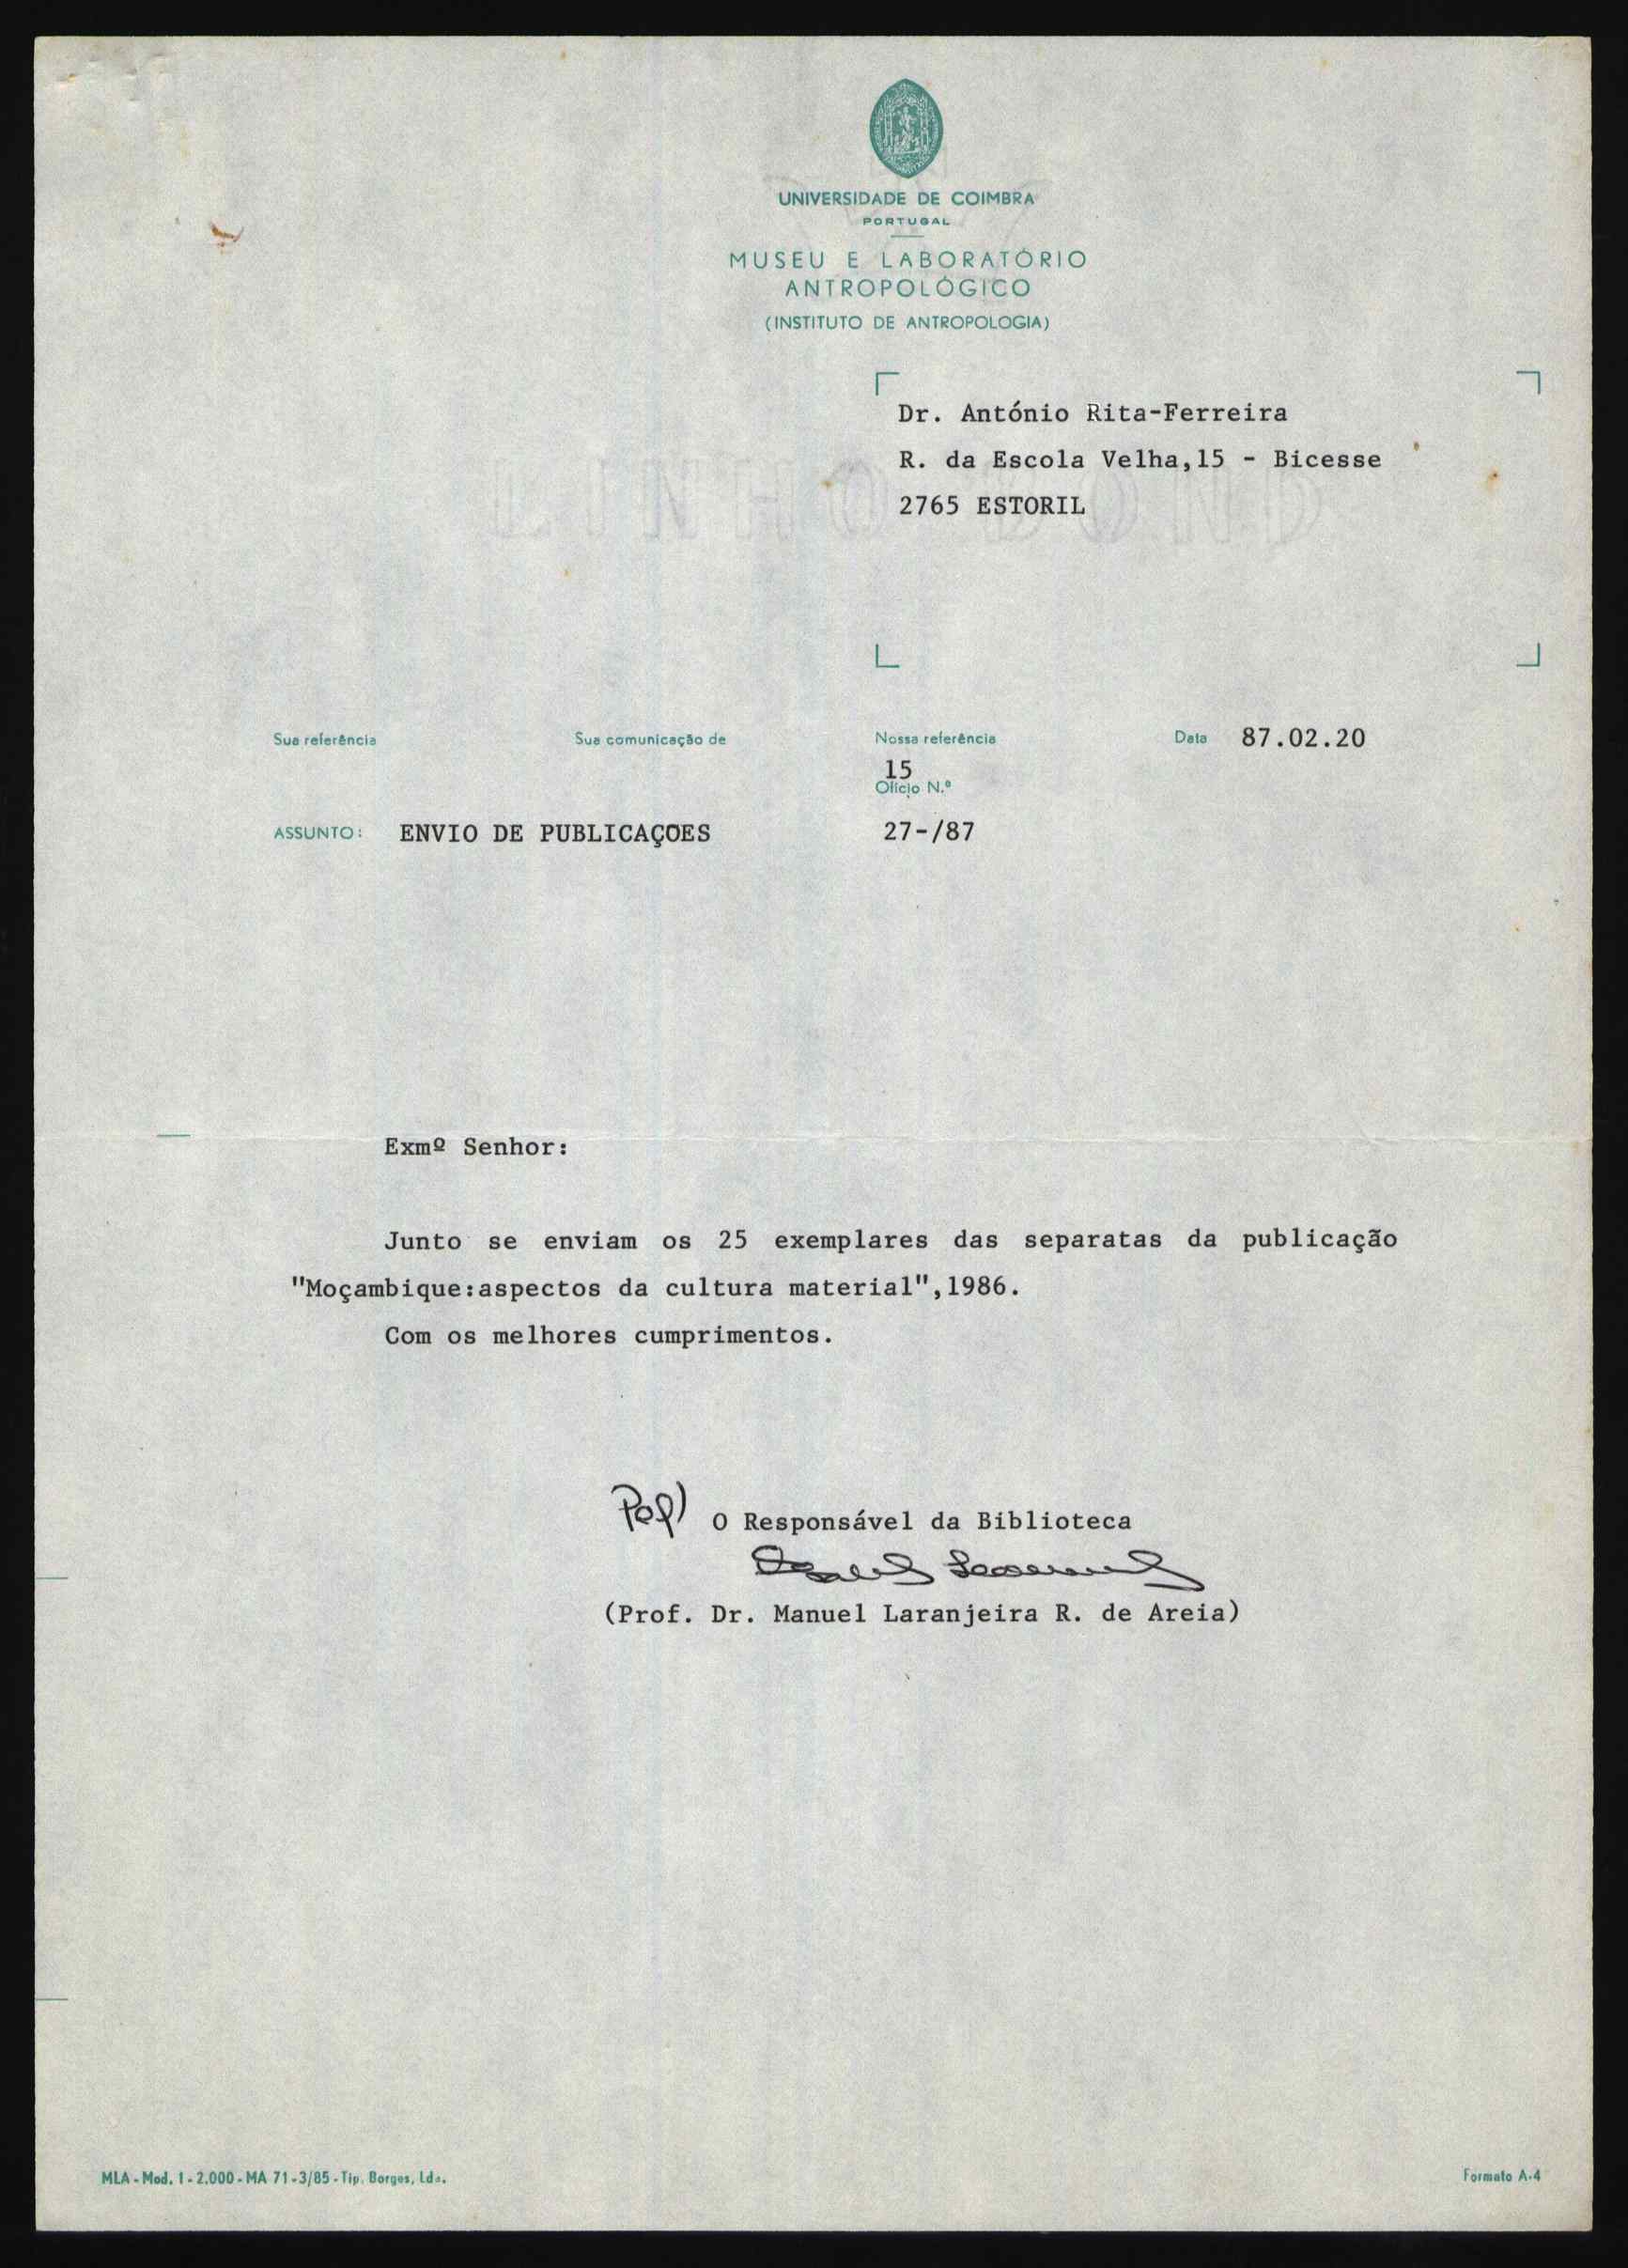 UNIVERSIDADE DE COIMBRA
PORTUGAL
MUSEU E LABORATÓRIO
ANTROPOLÓGICO
(INSTITUTO DE ANTROPOLOGIA)
Dr. António Rita-Ferreira
R. da Escola Velha,15 - Bicesse
2765 ESTORIL
LINHO BOND
Sua referência Sua comunicação de Nossa referência Data 87.02.20
15
Ofício N.º
ASSUNTO: ENVIO DE PUBLICAÇOES 27-/87
Exmº Senhor:
Junto se enviam os 25 exemplares das separatas da publicação
"Moçambique:aspectos da cultura material",1986.
Com os melhores cumprimentos.
O Responsável da Biblioteca
(Prof. Dr. Manuel Laranjeira R. de Areia)
MLA - Mod. 1 - 2.000 - MA 71 - 3/85 - Tip. Borges, Lda. Formato A-4